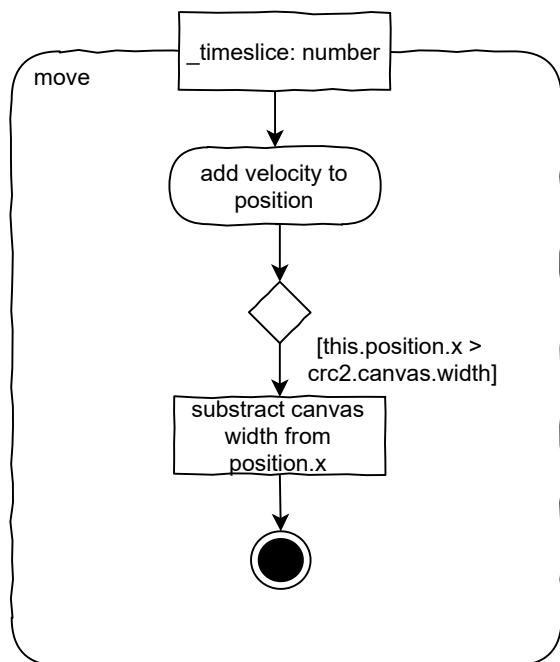 _timeslice: number
move
add velocity to
position
[this.position.x >
crc2.canvas.width]
substract canvas
width from
position.x